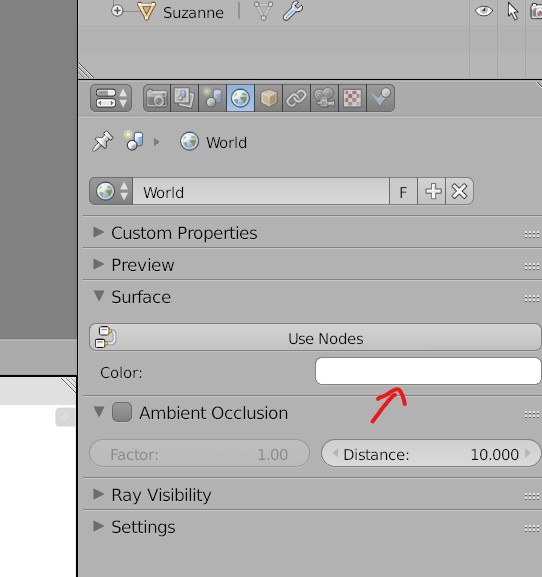 Suzanne
World
World F
Custom Properties
Preview
Surface
Use Nodes
Color:
Ambient Occlusion
Factor: 1.00 Distance: 10.000
Ray Visibility
Settings